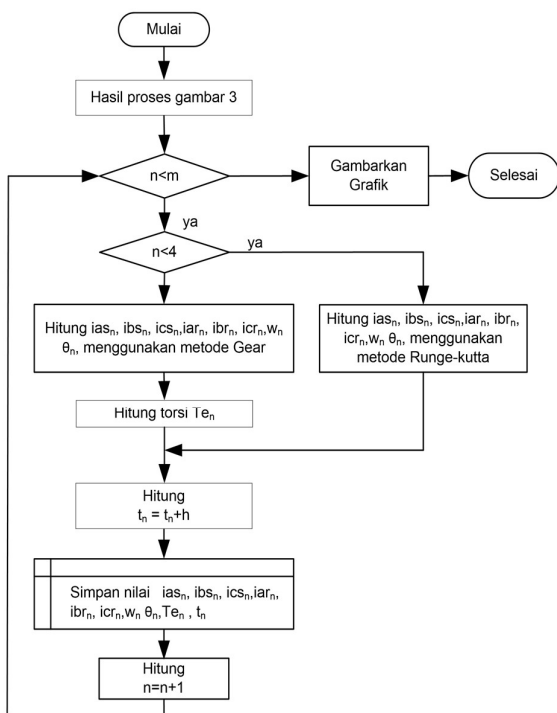 Mulai
Hasil proses gambar 3
n<m
Gambarkan
Grafik
Selesai
ya
n<4
ya
Hitung iasₙ, ibsₙ, icsₙ,iarₙ, ibrₙ, icrₙ,wₙ
θₙ, menggunakan metode Gear
Hitung iasₙ, ibsₙ, icsₙ,iarₙ, ibrₙ,
icrₙ,wₙ θₙ, menggunakan
metode Runge-kutta
Hitung torsi Teₙ
Hitung
tₙ = tₙ+h
Simpan nilai iasₙ, ibsₙ, icsₙ,iarₙ,
ibrₙ, icrₙ,wₙ θₙ,Teₙ , tₙ
Hitung
n=n+1